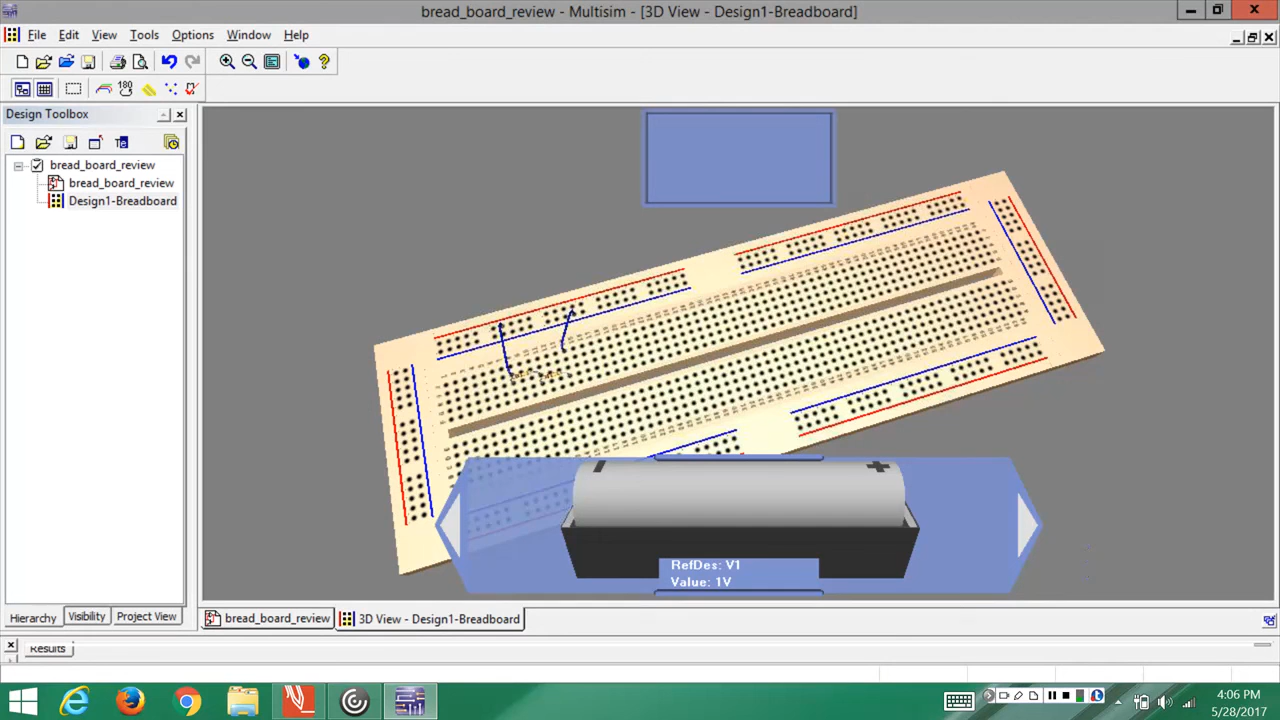 bread_board_review - Multisim - [3D View - Design1-Breadboard]
File Edit View Tools Options Window Help
180
Design Toolbox
bread_board_review
bread_board_review
Design1-Breadboard
RefDes: V1
Value: 1V
Hierarchy Visibility Project View
bread_board_review 3D View - Design1-Breadboard
Results
4:06 PM
5/28/2017